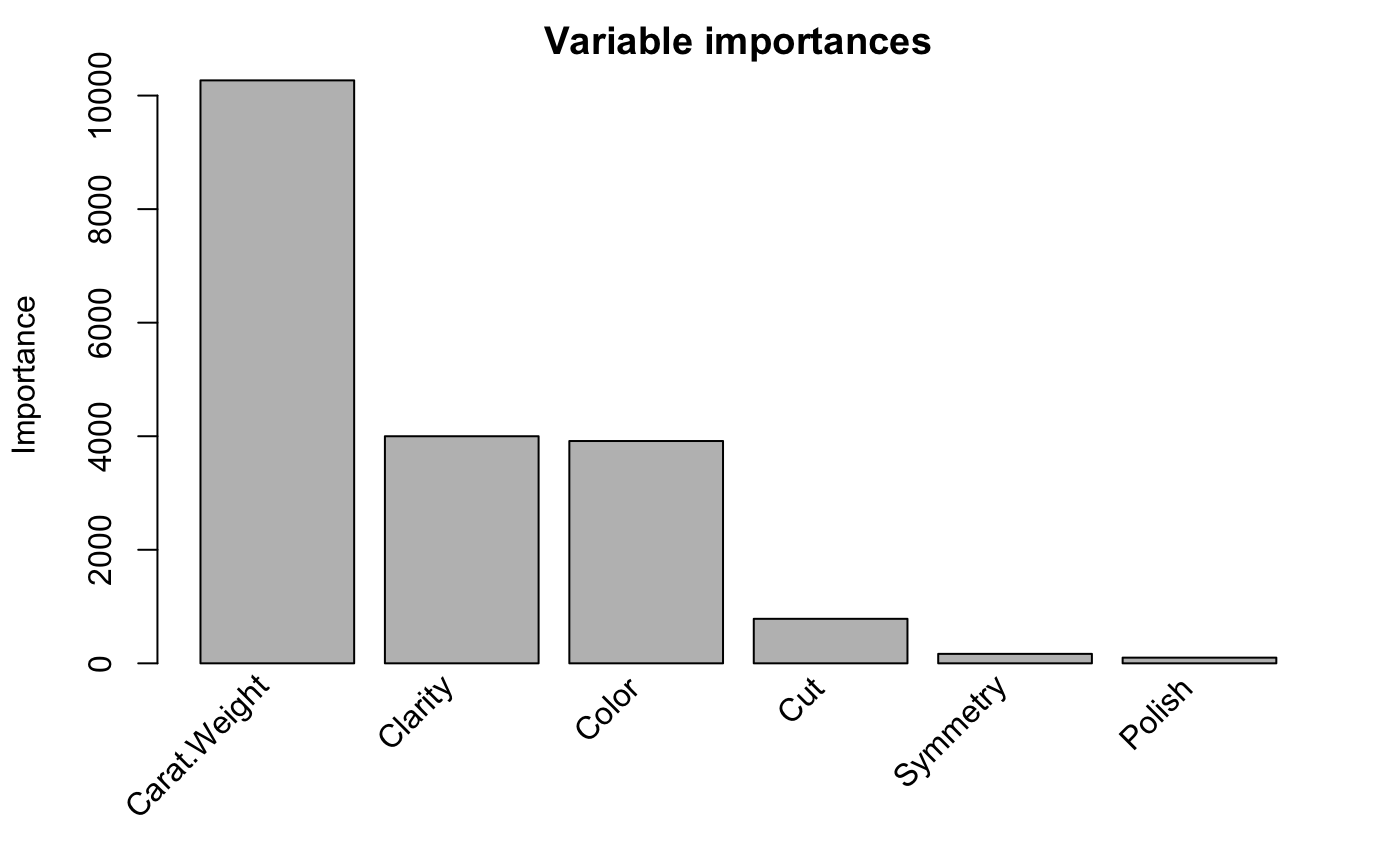 Variable importances
Importance
10000
8000
6000
4000
2000
0
Carat.Weight
Clarity
Color
Cut
Symmetry
Polish